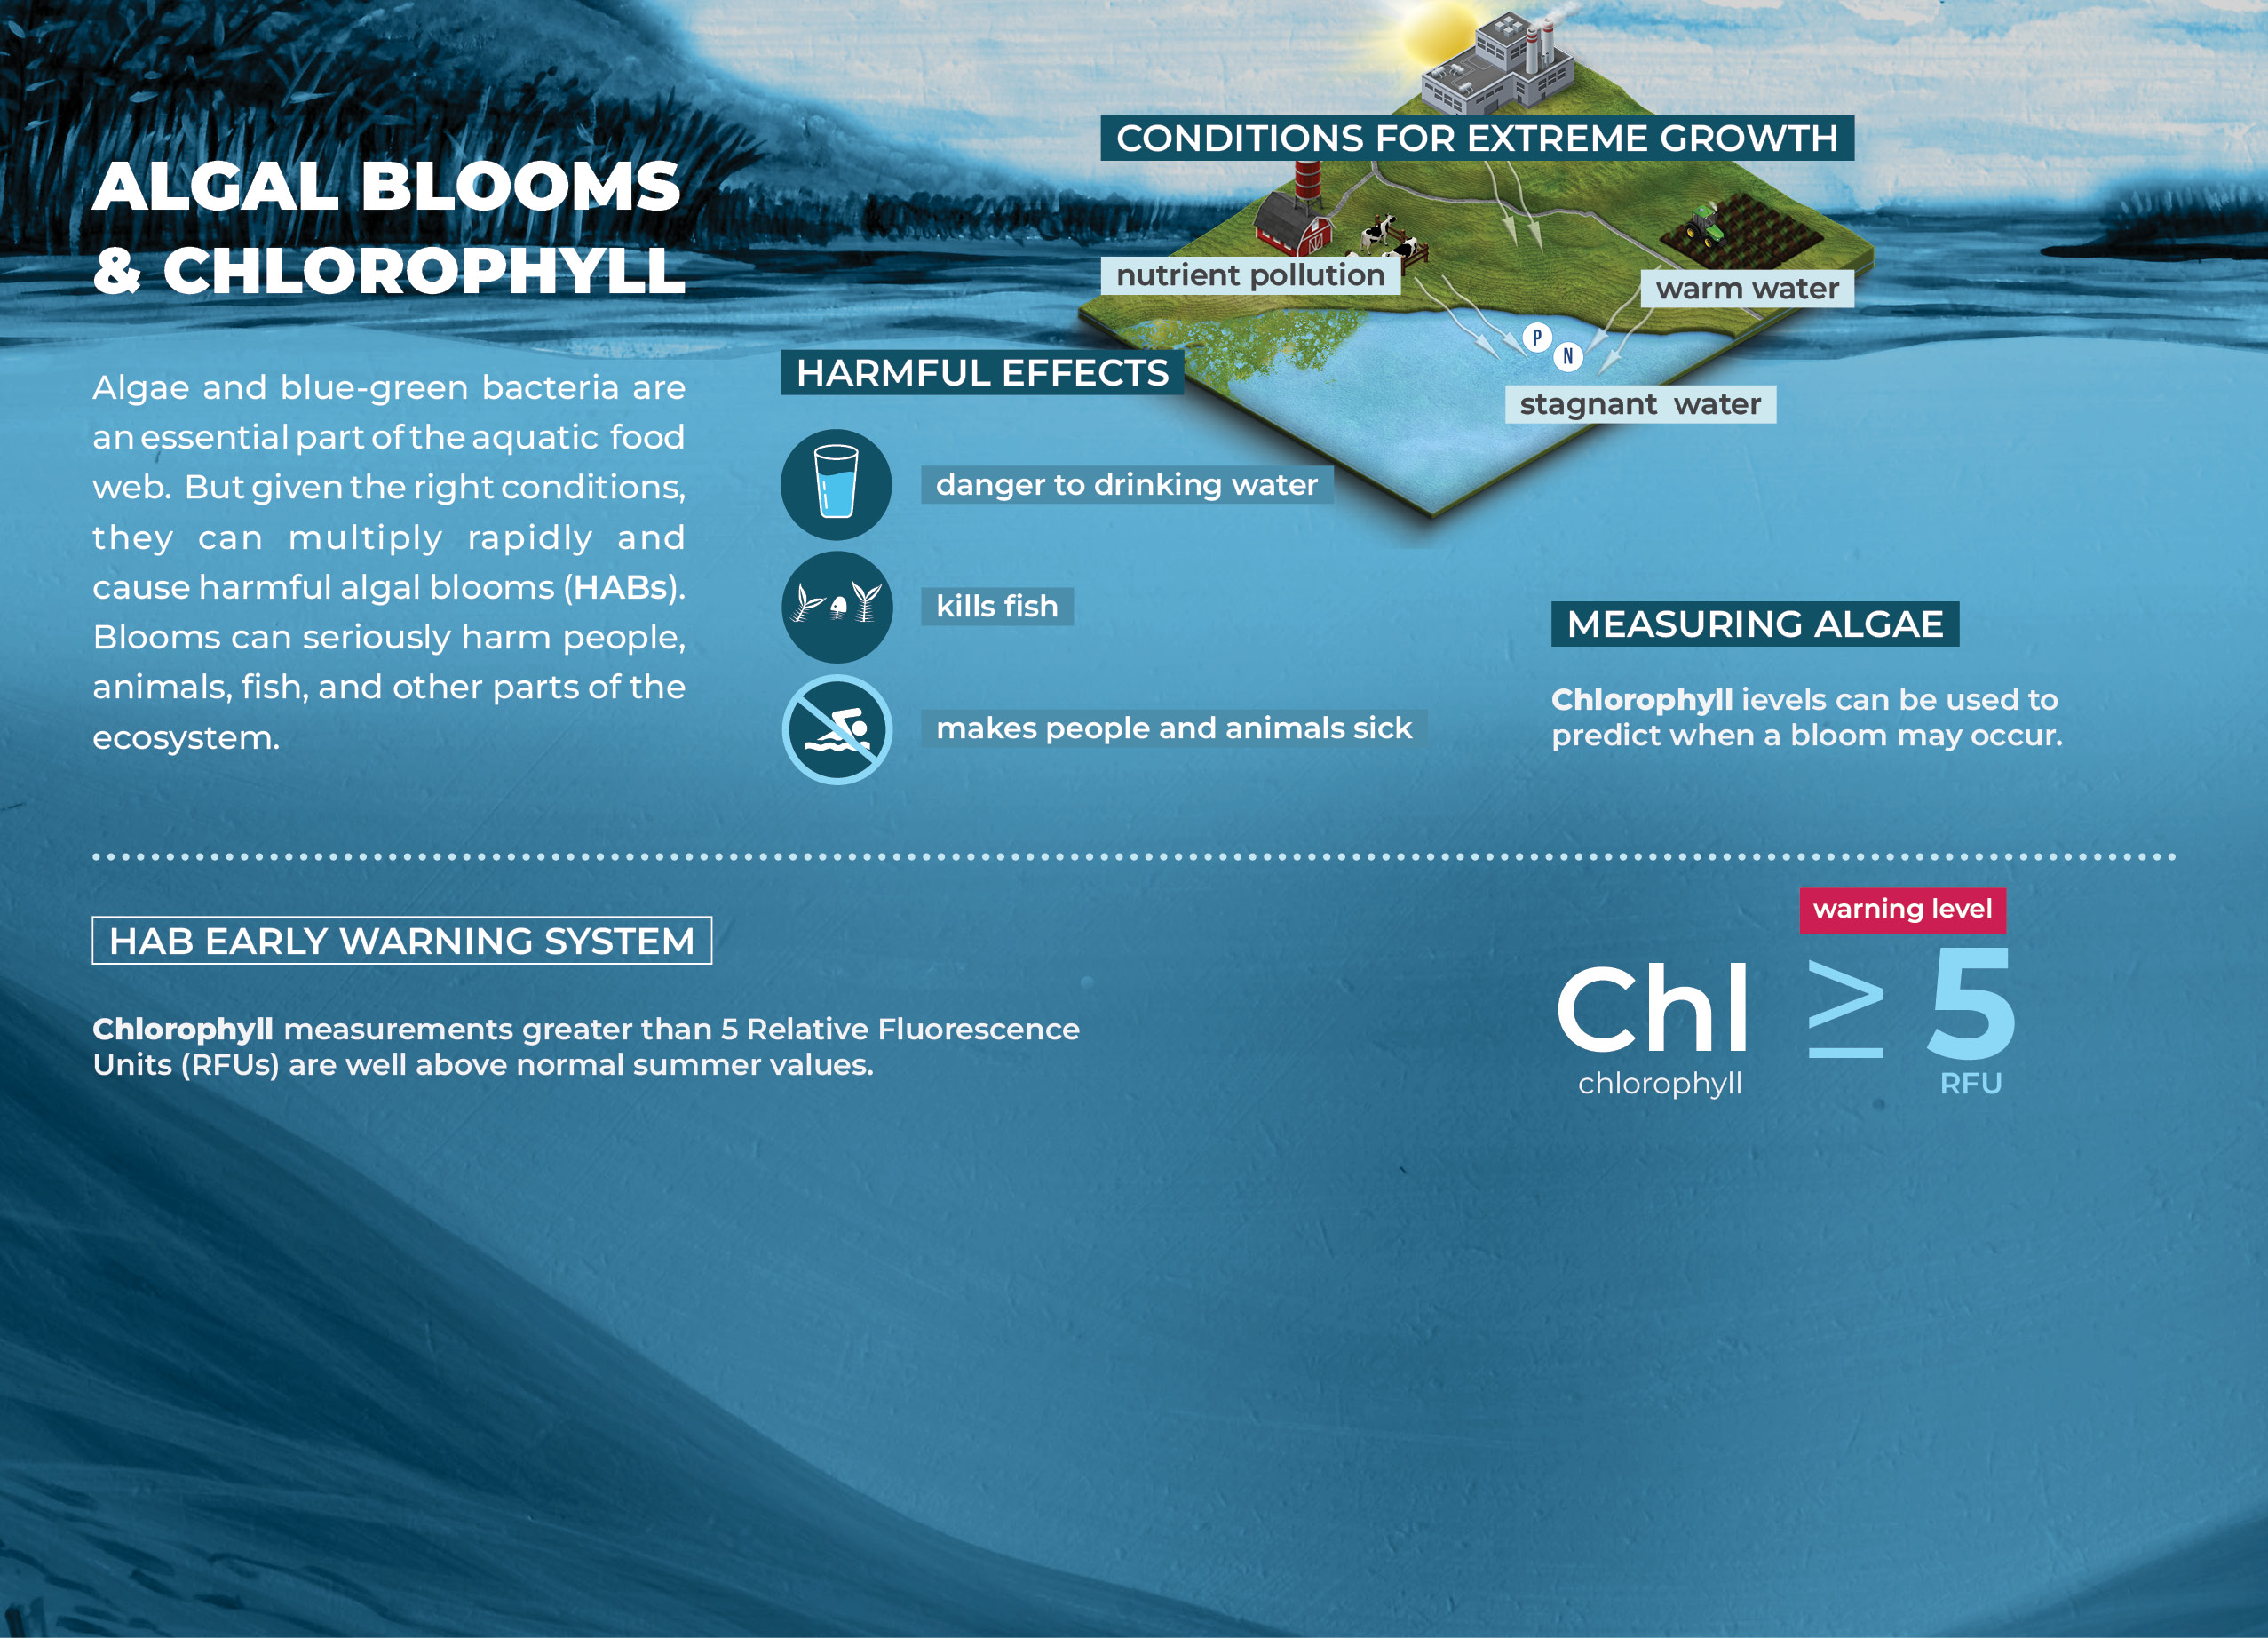 ALGAL BLOOMS
& CHLOROPHYLL
Algae and blue-green bacteria are
an essential part of the aquatic food
web. But given the right conditions,
they can multiply rapidly and
cause harmful algal blooms (HABs).
Blooms can seriously harm people,
animals, fish, and other parts of the
ecosystem.
CONDITIONS FOR EXTREME GROWTH
nutrient pollution
warm water
P
N
stagnant water
HARMFUL EFFECTS
danger to drinking water
kills fish
makes people and animals sick
MEASURING ALGAE
Chlorophyll ievels can be used to
predict when a bloom may occur.
HAB EARLY WARNING SYSTEM
Chlorophyll measurements greater than 5 Relative Fluorescence
Units (RFUs) are well above normal summer values.
warning level
Chl ≥ 5
chlorophyll RFU